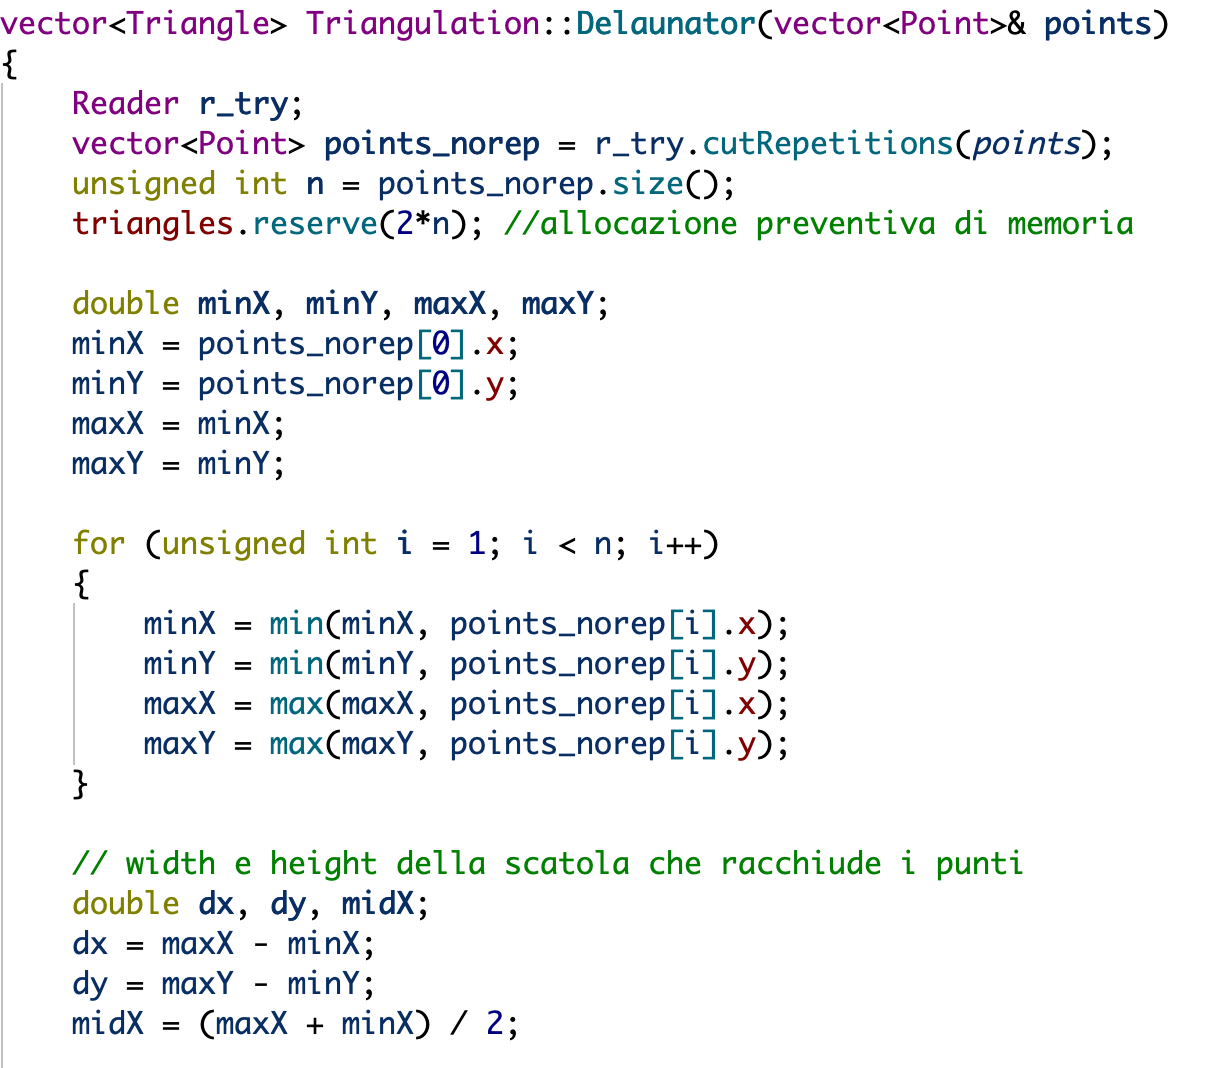 vector<Triangle> Triangulation::Delaunator(vector<Point>& points)
{
    Reader r_try;
    vector<Point> points_norep = r_try.cutRepetitions(points);
    unsigned int n = points_norep.size();
    triangles.reserve(2*n); //allocazione preventiva di memoria

    double minX, minY, maxX, maxY;
    minX = points_norep[0].x;
    minY = points_norep[0].y;
    maxX = minX;
    maxY = minY;

    for (unsigned int i = 1; i < n; i++)
    {
        minX = min(minX, points_norep[i].x);
        minY = min(minY, points_norep[i].y);
        maxX = max(maxX, points_norep[i].x);
        maxY = max(maxY, points_norep[i].y);
    }

    // width e height della scatola che racchiude i punti
    double dx, dy, midX;
    dx = maxX - minX;
    dy = maxY - minY;
    midX = (maxX + minX) / 2;